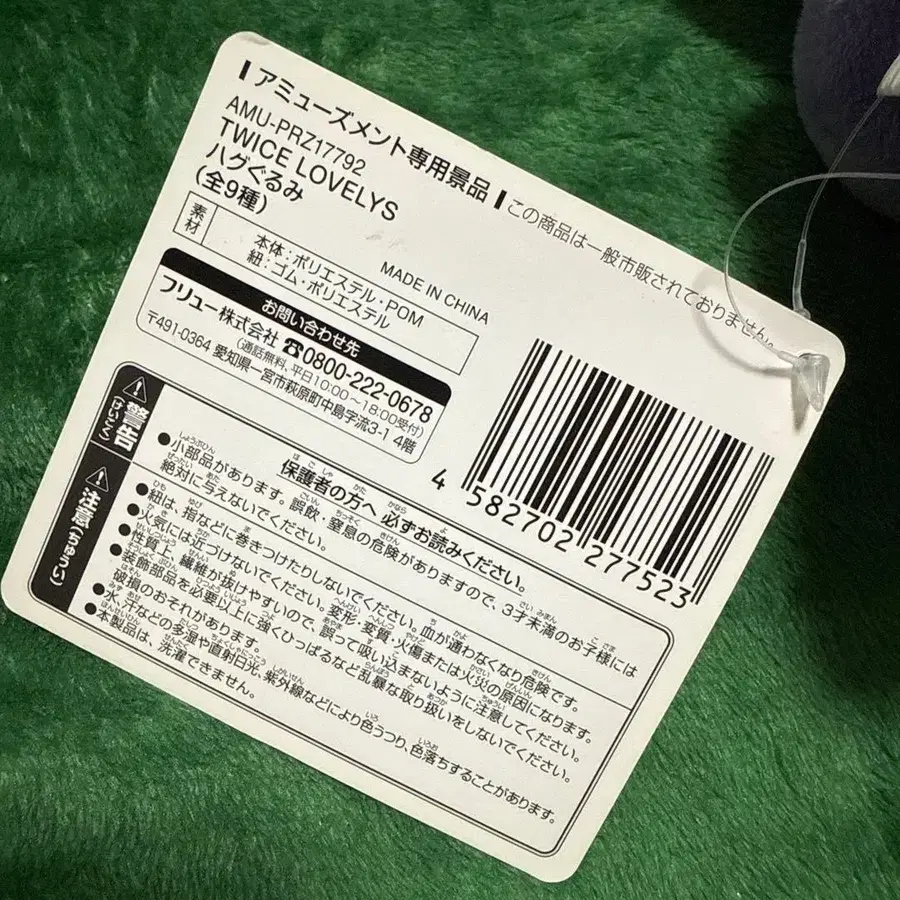 アミューズメント専用景品 この商品は一般市販されておりません。
AMU-PRZ17792
TWICE LOVELYS
ハグぐるみ
(全9種)
素材
本体：ポリエステル・POM
紐：ゴム・ポリエステル
MADE IN CHINA
お問い合わせ先
フリュー株式会社 ☎0800-222-0678
(通話無料、平日10:00～18:00受付)
〒491-0364 愛知県一宮市萩原町中島字流3-1 4階
4 582702 277523
保護者の方へ 必ずお読みください。
警告
(けいこく)
●小部品があります。誤飲・窒息の危険がありますので、3才未満のお子様には
絶対に与えないでください。
注意
(ちゅうい)
●紐は、指などに巻きつけたりしないでください。血が通わなくなり危険です。
●火気には近づけないでください。変形・変質・火傷または火災の原因になります。
●性質上、繊維が抜けやすいので、誤って吸い込まないように注意してください。
●装飾部品を必要以上に強くひっぱるなど乱暴な取り扱いをしないでください。
破損のおそれがあります。
●水、汗などの多湿や直射日光、紫外線などにより色うつり、色落ちすることがあります。
●本製品は、洗濯できません。